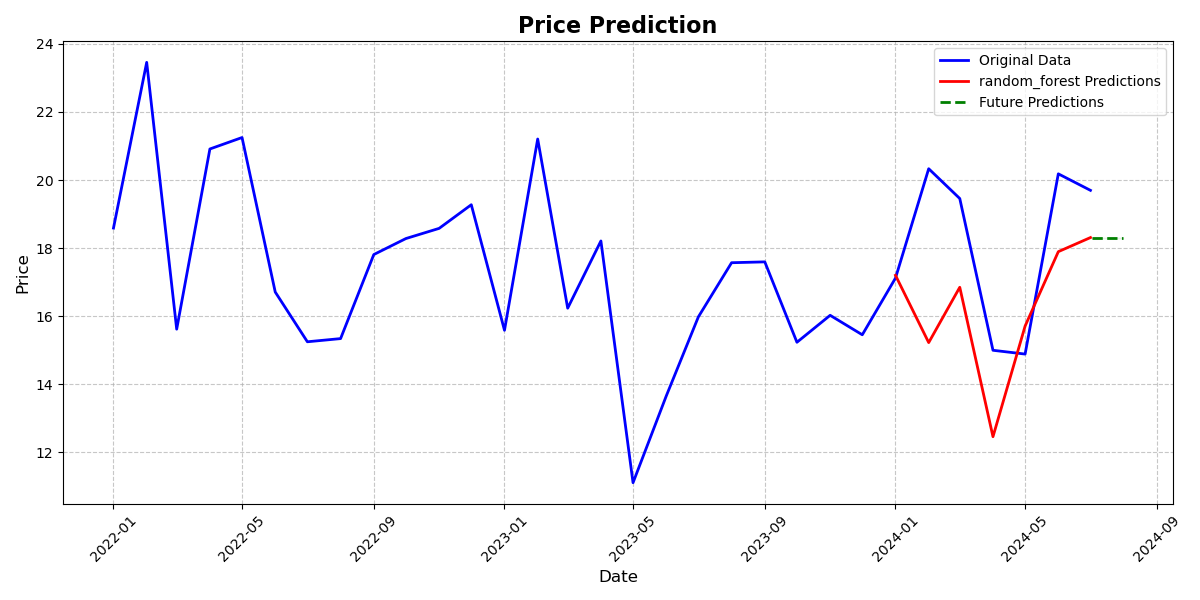 Price Prediction
Original Data
random_forest Predictions
Future Predictions
Price
24
22
20
18
16
14
12
2022-01
2022-05
2022-09
2023-01
2023-05
2023-09
2024-01
2024-05
2024-09
Date